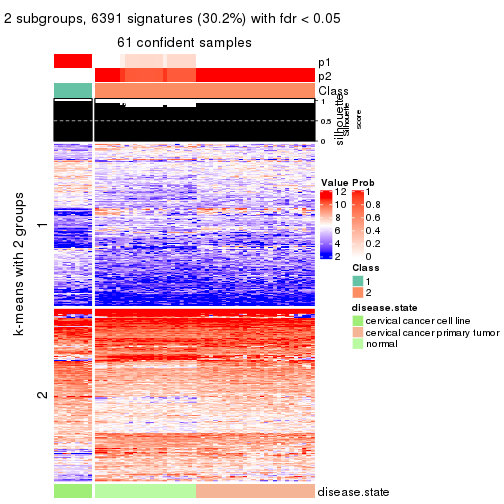 2 subgroups, 6391 signatures (30.2%) with fdr < 0.05
61 confident samples
p1
p2
Class
1
0.5
0
silhouette
Silhouette
score
k-means with 2 groups
1
2
Value
12
10
8
6
4
2
Prob
1
0.8
0.6
0.4
0.2
0
Class
1
2
disease.state
cervical cancer cell line
cervical cancer primary tumor
normal
disease.state